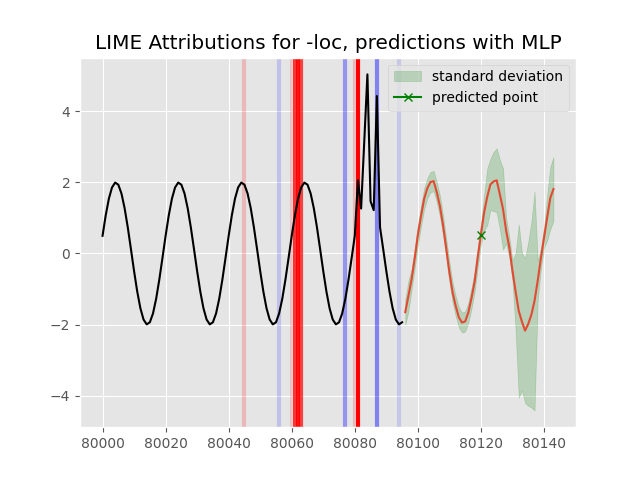 LIME Attributions for -loc, predictions with MLP
standard deviation
predicted point
4
2
0
−2
−4
80000 80020 80040 80060 80080 80100 80120 80140